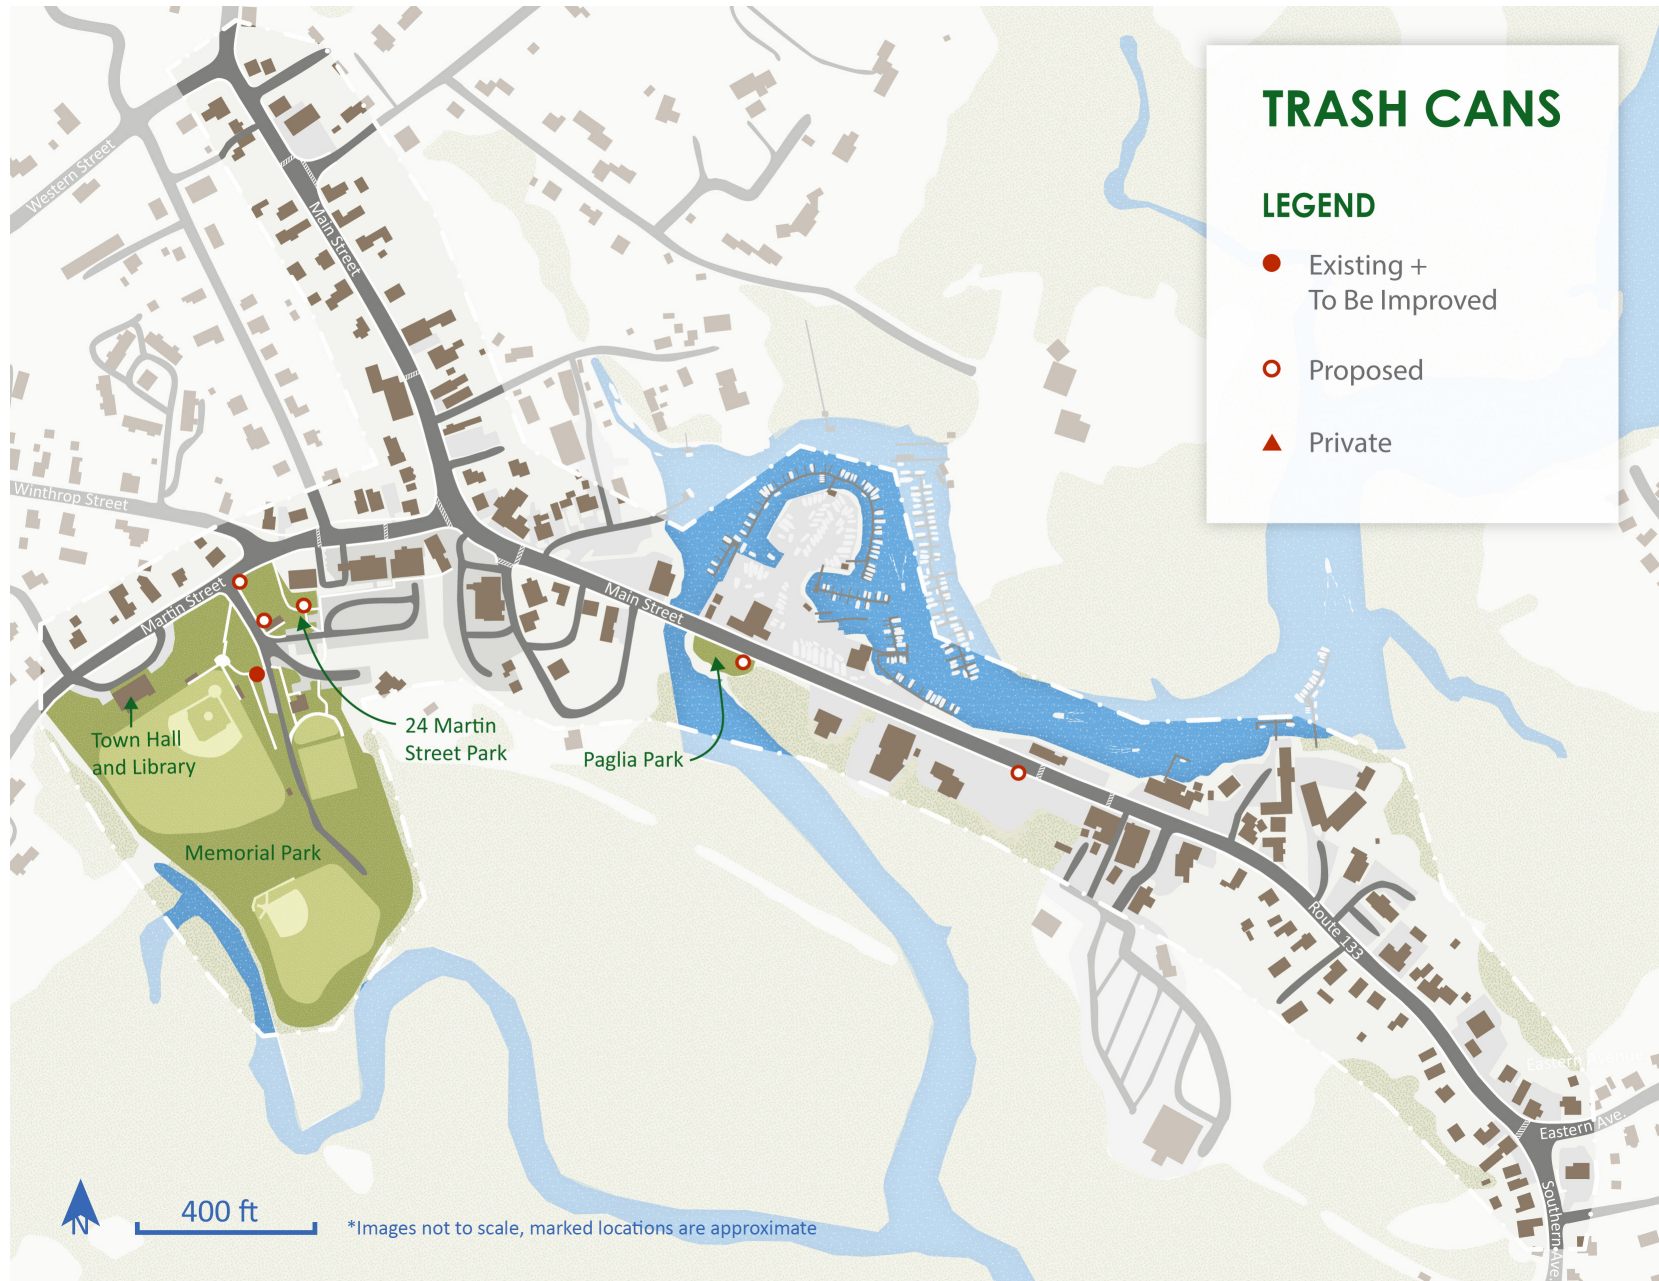 TRASH CANS
LEGEND
Existing +
To Be Improved
Proposed
Private
Western Street
Main Street
Winthrop Street
Martin Street
Main Street
24 Martin
Street Park
Town Hall
and Library
Paglia Park
Memorial Park
Route 133
Eastern Ave.
Southern Ave
N
400 ft
*Images not to scale, marked locations are approximate